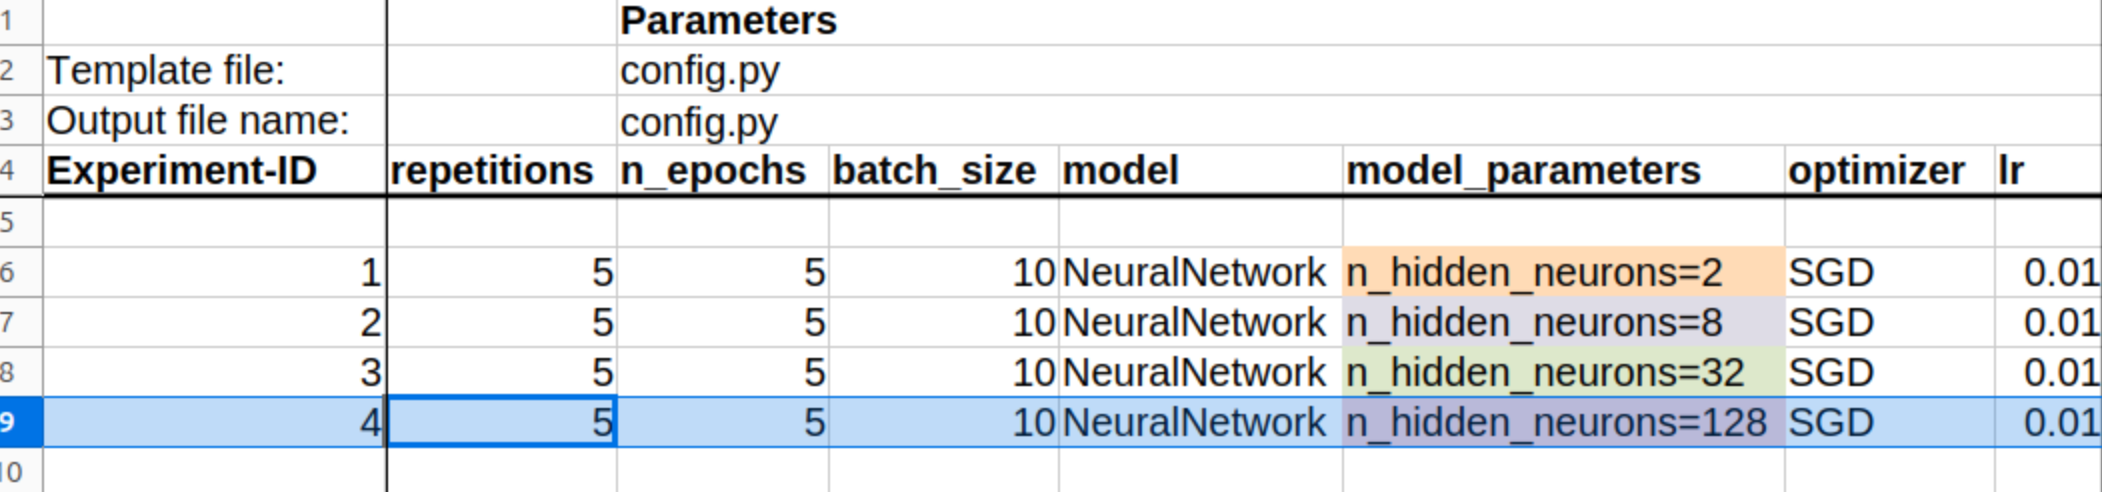 1 Parameters
2 Template file: config.py
3 Output file name: config.py
4 Experiment-ID repetitions n_epochs batch_size model model_parameters optimizer lr
5
6 1 5 5 10 NeuralNetwork n_hidden_neurons=2 SGD 0.01
7 2 5 5 10 NeuralNetwork n_hidden_neurons=8 SGD 0.01
8 3 5 5 10 NeuralNetwork n_hidden_neurons=32 SGD 0.01
9 4 5 5 10 NeuralNetwork n_hidden_neurons=128 SGD 0.01
10